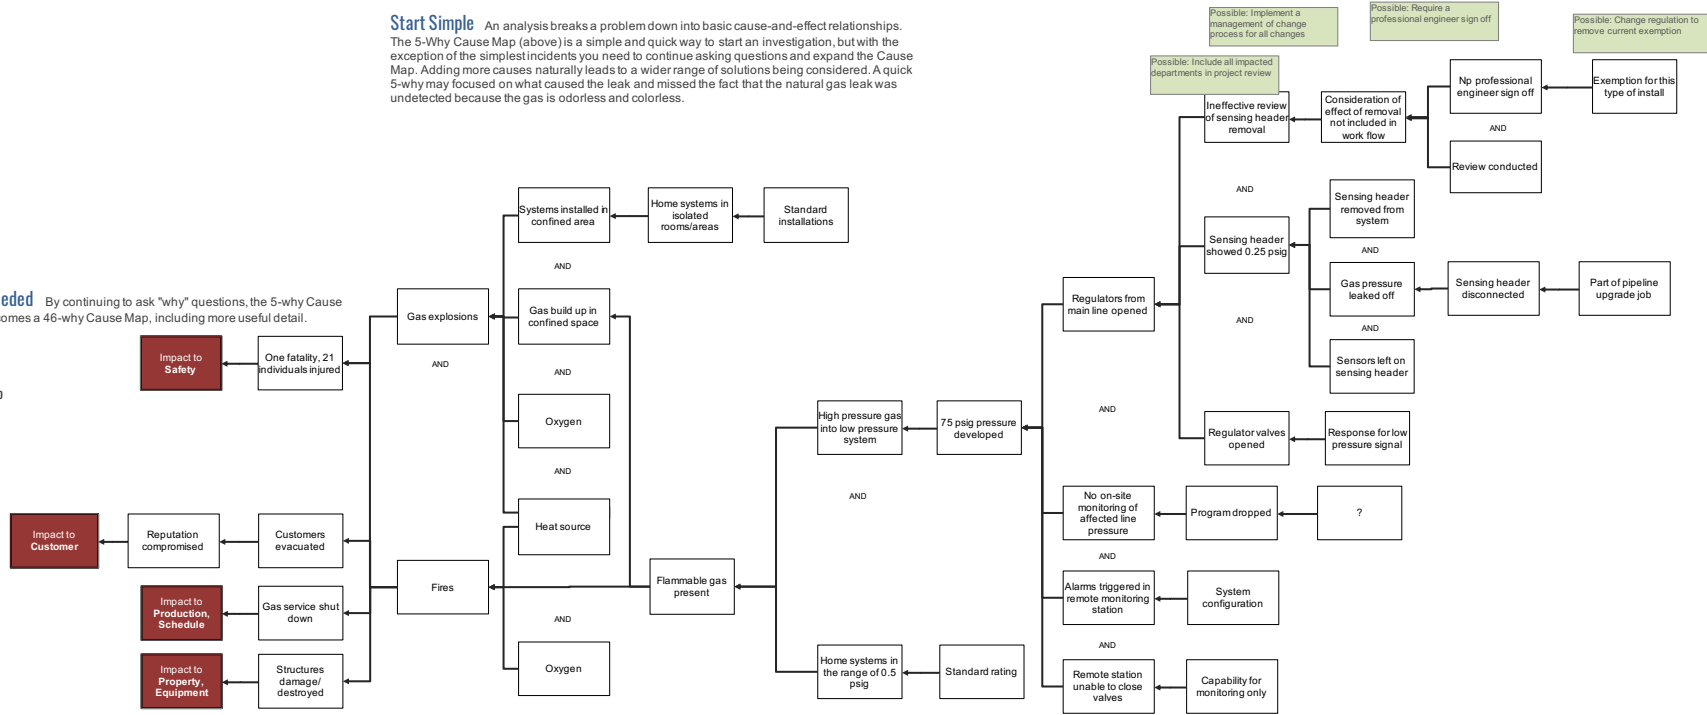 Start Simple An analysis breaks a problem down into basic cause-and-effect relationships.
The 5-Why Cause Map (above) is a simple and quick way to start an investigation, but with the
exception of the simplest incidents you need to continue asking questions and expand the Cause
Map. Adding more causes naturally leads to a wider range of solutions being considered. A quick
5-why may focused on what caused the leak and missed the fact that the natural gas leak was
undetected because the gas is odorless and colorless.
Possible: Implement a
management of change
process for all changes
Possible: Require a
professional engineer sign off
Possible: Change regulation to
remove current exemption
Possible: Include all impacted
departments in project review
Ineffective review
of sensing header
removal
Consideration of
effect of removal
not included in
work flow
Np professional
engineer sign off
Exemption for this
type of install
AND
Review conducted
AND
Systems installed in
confined area
Home systems in
isolated
rooms/areas
Standard
installations
Sensing header
removed from
system
Sensing header
showed 0.25 psig
AND
AND
Gas pressure
leaked off
Sensing header
disconnected
Part of pipeline
upgrade job
eded By continuing to ask "why" questions, the 5-why Cause
comes a 46-why Cause Map, including more useful detail.
Gas explosions
Gas build up in
confined space
Regulators from
main line opened
AND
AND
Impact to
Safety
One fatality, 21
individuals injured
AND
AND
Sensors left on
sensing header
Oxygen
AND
High pressure gas
into low pressure
system
75 psig pressure
developed
Regulator valves
opened
Response for low
pressure signal
AND
AND
No on-site
monitoring of
affected line
pressure
Program dropped
?
Impact to
Customer
Reputation
compromised
Customers
evacuated
Heat source
AND
Fires
Flammable gas
present
Alarms triggered in
remote monitoring
station
System
configuration
Impact to
Production,
Schedule
Gas service shut
down
AND
AND
Impact to
Property,
Equipment
Structures
damage/
destroyed
Oxygen
Home systems in
the range of 0.5
psig
Standard rating
Remote station
unable to close
valves
Capability for
monitoring only